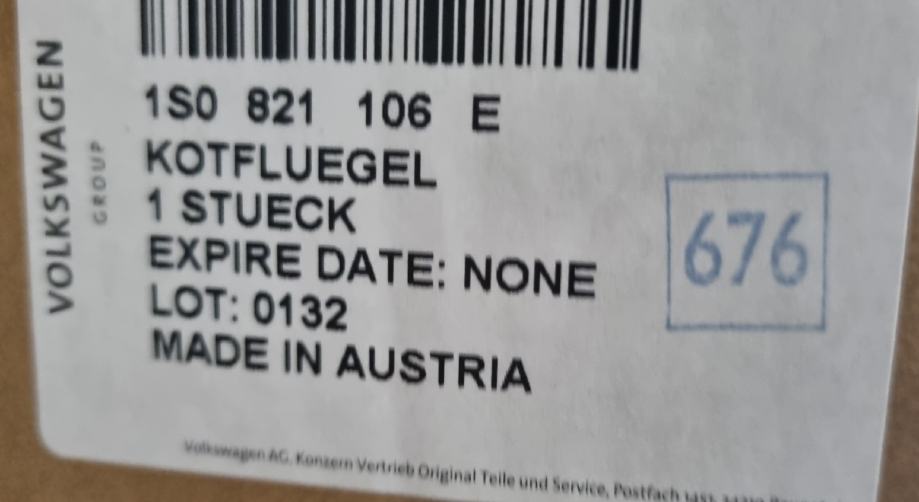 VOLKSWAGEN
GROUP
1S0 821 106 E
KOTFLUEGEL
1 STUECK
EXPIRE DATE: NONE
LOT: 0132
MADE IN AUSTRIA
676
Volkswagen AG. Konzern Vertrieb Original Teile und Service, Postfach